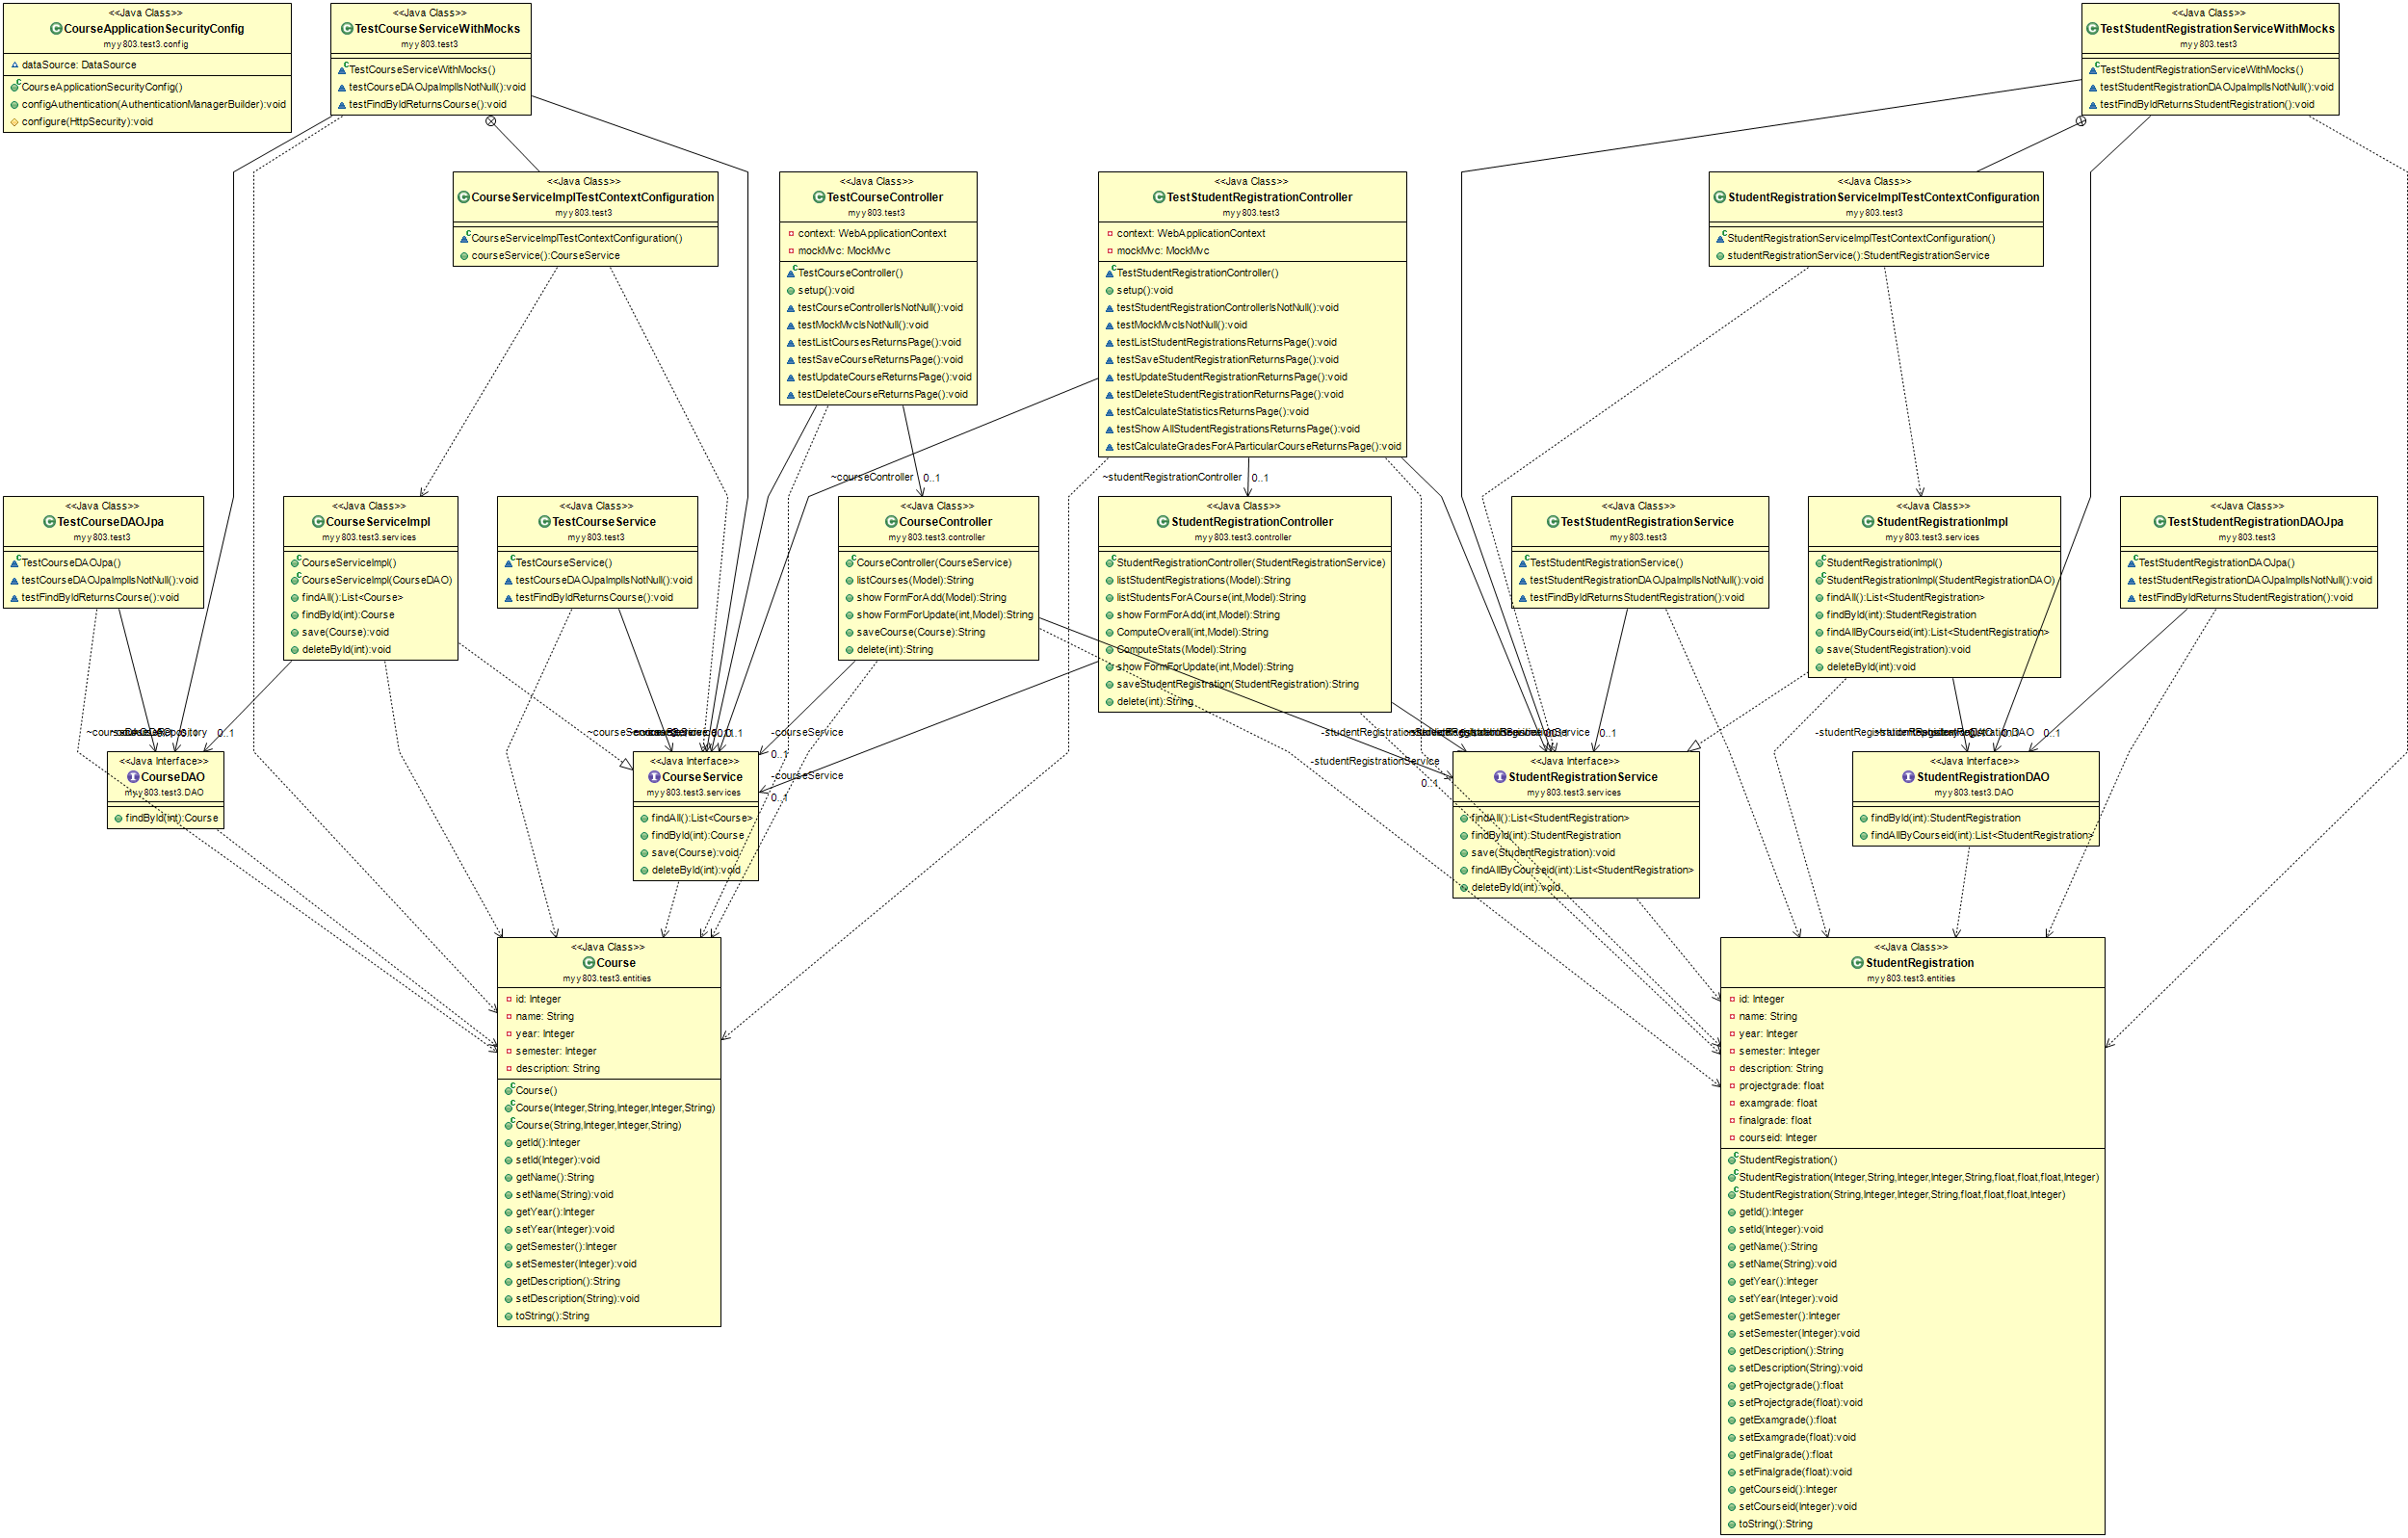 <<Java Class>>
CourseApplicationSecurityConfig
myy803.test3.config
dataSource: DataSource
CourseApplicationSecurityConfig()
configAuthentication(AuthenticationManagerBuilder):void
configure(HttpSecurity):void
<<Java Class>>
TestCourseServiceWithMocks
myy803.test3
TestCourseServiceWithMocks()
testCourseDAOJpaImplIsNotNull():void
testFindByIdReturnsCourse():void
<<Java Class>>
TestStudentRegistrationServiceWithMocks
myy803.test3
TestStudentRegistrationServiceWithMocks()
testStudentRegistrationDAOJpaImplIsNotNull():void
testFindByIdReturnsStudentRegistration():void
<<Java Class>>
CourseServiceImplTestContextConfiguration
myy803.test3
CourseServiceImplTestContextConfiguration()
courseService():CourseService
<<Java Class>>
TestCourseController
myy803.test3
context: WebApplicationContext
mockMvc: MockMvc
TestCourseController()
setup():void
testCourseControllerIsNotNull():void
testMockMvcIsNotNull():void
testListCoursesReturnsPage():void
testSaveCourseReturnsPage():void
testUpdateCourseReturnsPage():void
testDeleteCourseReturnsPage():void
<<Java Class>>
TestStudentRegistrationController
myy803.test3
context: WebApplicationContext
mockMvc: MockMvc
TestStudentRegistrationController()
setup():void
testStudentRegistrationControllerIsNotNull():void
testMockMvcIsNotNull():void
testListStudentRegistrationsReturnsPage():void
testSaveStudentRegistrationReturnsPage():void
testUpdateStudentRegistrationReturnsPage():void
testDeleteStudentRegistrationReturnsPage():void
testCalculateStatisticsReturnsPage():void
testShowAllStudentRegistrationsReturnsPage():void
testCalculateGradesForAParticularCourseReturnsPage():void
<<Java Class>>
StudentRegistrationServiceImplTestContextConfiguration
myy803.test3
StudentRegistrationServiceImplTestContextConfiguration()
studentRegistrationService():StudentRegistrationService
~courseController 0..1
~studentRegistrationController 0..1
<<Java Class>>
TestCourseDAOJpa
myy803.test3
TestCourseDAOJpa()
testCourseDAOJpaImplIsNotNull():void
testFindByIdReturnsCourse():void
<<Java Class>>
CourseServiceImpl
myy803.test3.services
CourseServiceImpl()
CourseServiceImpl(CourseDAO)
findAll():List<Course>
findById(int):Course
save(Course):void
deleteById(int):void
<<Java Class>>
TestCourseService
myy803.test3
TestCourseService()
testCourseDAOJpaImplIsNotNull():void
testFindByIdReturnsCourse():void
<<Java Class>>
CourseController
myy803.test3.controller
CourseController(CourseService)
listCourses(Model):String
showFormForAdd(Model):String
showFormForUpdate(int,Model):String
saveCourse(Course):String
delete(int):String
<<Java Class>>
StudentRegistrationController
myy803.test3.controller
StudentRegistrationController(StudentRegistrationService)
listStudentRegistrations(Model):String
listStudentsForACourse(int,Model):String
showFormForAdd(int,Model):String
ComputeOverall(int,Model):String
ComputeStats(Model):String
showFormForUpdate(int,Model):String
saveStudentRegistration(StudentRegistration):String
delete(int):String
<<Java Class>>
TestStudentRegistrationService
myy803.test3
TestStudentRegistrationService()
testStudentRegistrationDAOJpaImplIsNotNull():void
testFindByIdReturnsStudentRegistration():void
<<Java Class>>
StudentRegistrationImpl
myy803.test3.services
StudentRegistrationImpl()
StudentRegistrationImpl(StudentRegistrationDAO)
findAll():List<StudentRegistration>
findById(int):StudentRegistration
findAllByCourseid(int):List<StudentRegistration>
save(StudentRegistration):void
deleteById(int):void
<<Java Class>>
TestStudentRegistrationDAOJpa
myy803.test3
TestStudentRegistrationDAOJpa()
testStudentRegistrationDAOJpaImplIsNotNull():void
testFindByIdReturnsStudentRegistration():void
0..1
-courseService
0..1
-courseService
0..1
0..1
-studentRegistrationService
0..1
0..1
<<Java Interface>>
CourseDAO
myy803.test3.DAO
findById(int):Course
<<Java Interface>>
CourseService
myy803.test3.services
findAll():List<Course>
findById(int):Course
save(Course):void
deleteById(int):void
<<Java Interface>>
StudentRegistrationService
myy803.test3.services
findAll():List<StudentRegistration>
findById(int):StudentRegistration
save(StudentRegistration):void
findAllByCourseid(int):List<StudentRegistration>
deleteById(int):void
<<Java Interface>>
StudentRegistrationDAO
myy803.test3.DAO
findById(int):StudentRegistration
findAllByCourseid(int):List<StudentRegistration>
<<Java Class>>
Course
myy803.test3.entities
id: Integer
name: String
year: Integer
semester: Integer
description: String
Course()
Course(Integer,String,Integer,Integer,String)
Course(String,Integer,Integer,String)
getId():Integer
setId(Integer):void
getName():String
setName(String):void
getYear():Integer
setYear(Integer):void
getSemester():Integer
setSemester(Integer):void
getDescription():String
setDescription(String):void
toString():String
<<Java Class>>
StudentRegistration
myy803.test3.entities
id: Integer
name: String
year: Integer
semester: Integer
description: String
projectgrade: float
examgrade: float
finalgrade: float
courseid: Integer
StudentRegistration()
StudentRegistration(Integer,String,Integer,Integer,String,float,float,float,Integer)
StudentRegistration(String,Integer,Integer,String,float,float,float,Integer)
getId():Integer
setId(Integer):void
getName():String
setName(String):void
getYear():Integer
setYear(Integer):void
getSemester():Integer
setSemester(Integer):void
getDescription():String
setDescription(String):void
getProjectgrade():float
setProjectgrade(float):void
getExamgrade():float
setExamgrade(float):void
getFinalgrade():float
setFinalgrade(float):void
getCourseid():Integer
setCourseid(Integer):void
toString():String